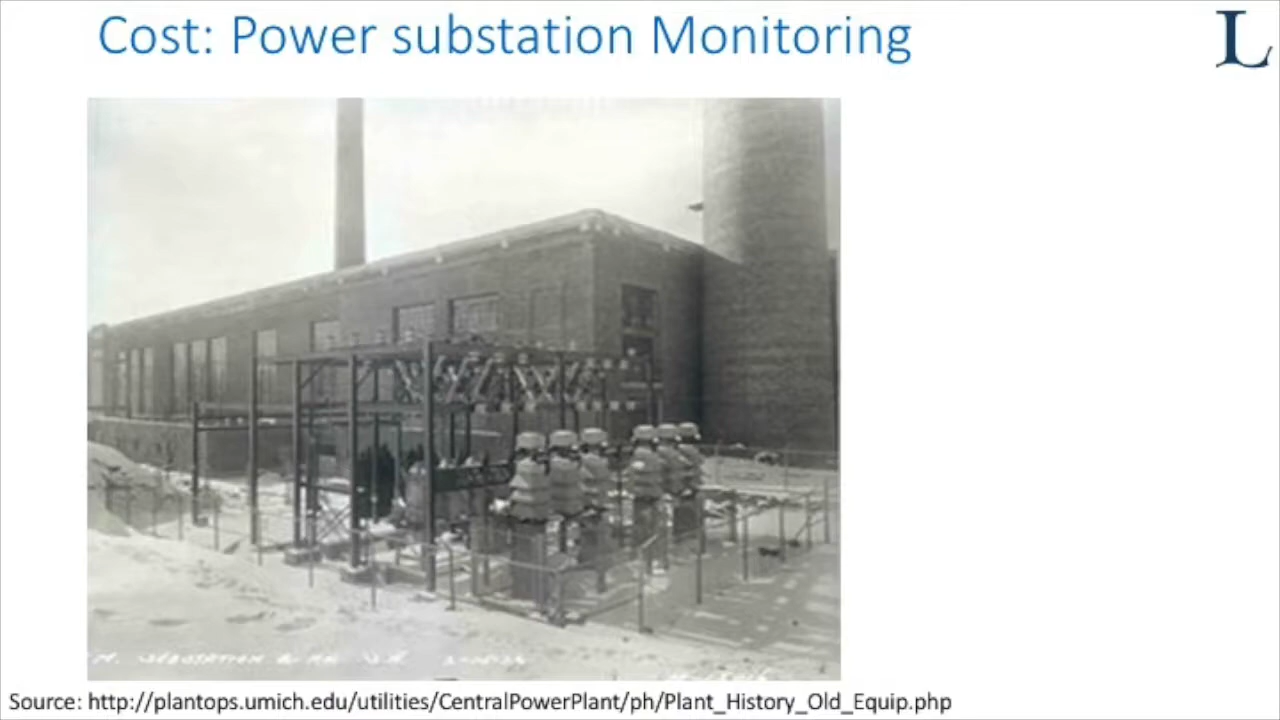 Cost: Power substation Monitoring
L
Source: http://plantops.umich.edu/utilities/CentralPowerPlant/ph/Plant_History_Old_Equip.php